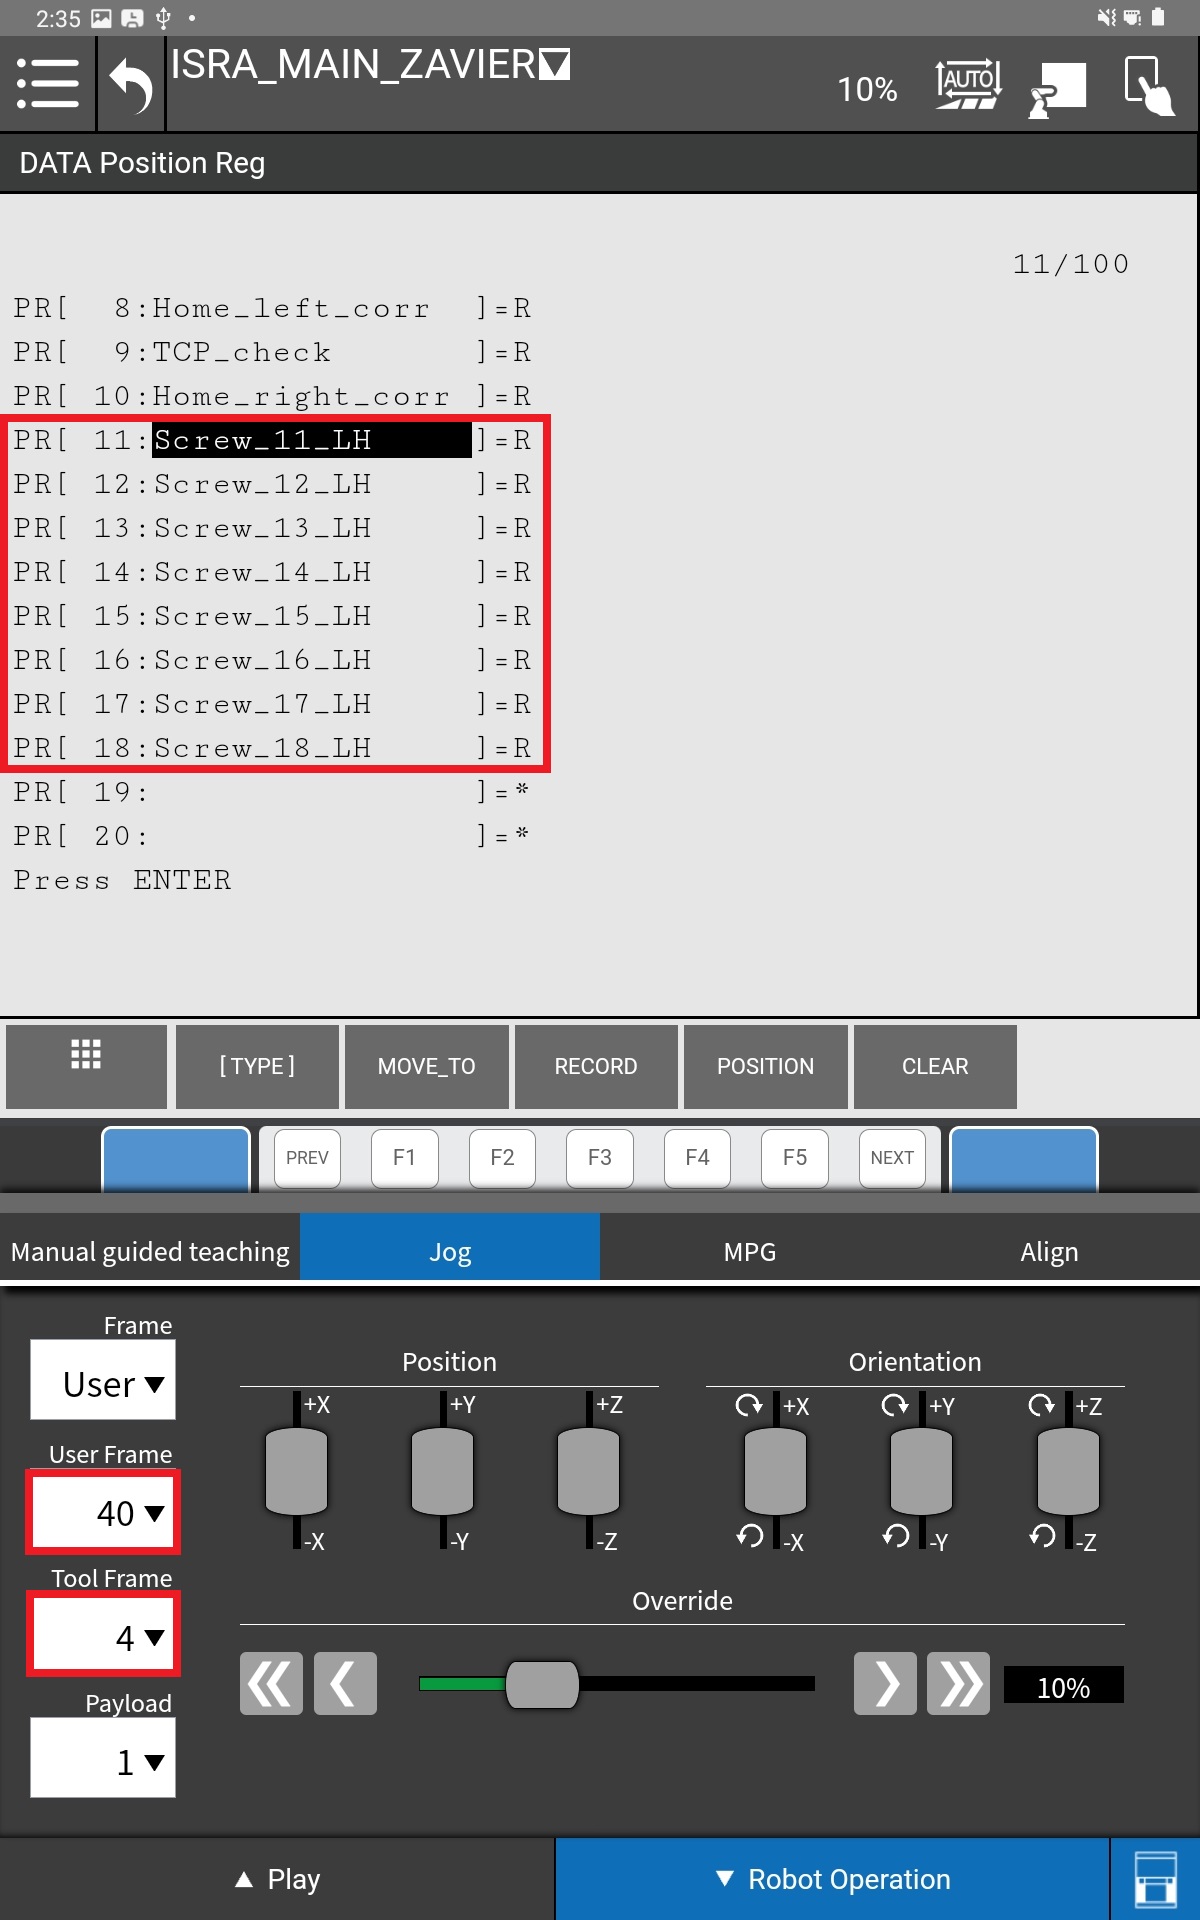 2:35
ISRA_MAIN_ZAVIER
10%
AUTO
DATA Position Reg
11/100
PR[  8:Home_left_corr  ]=R
PR[  9:TCP_check       ]=R
PR[ 10:Home_right_corr ]=R
PR[ 11:Screw_11_LH     ]=R
PR[ 12:Screw_12_LH     ]=R
PR[ 13:Screw_13_LH     ]=R
PR[ 14:Screw_14_LH     ]=R
PR[ 15:Screw_15_LH     ]=R
PR[ 16:Screw_16_LH     ]=R
PR[ 17:Screw_17_LH     ]=R
PR[ 18:Screw_18_LH     ]=R
PR[ 19:                ]=*
PR[ 20:                ]=*
Press ENTER
[ TYPE ] MOVE_TO RECORD POSITION CLEAR
PREV F1 F2 F3 F4 F5 NEXT
Manual guided teaching Jog MPG Align
Frame
User
Position
Orientation
+X +Y +Z +X +Y +Z
User Frame
40
-X -Y -Z -X -Y -Z
Tool Frame
4
Override
10%
Payload
1
Play
Robot Operation